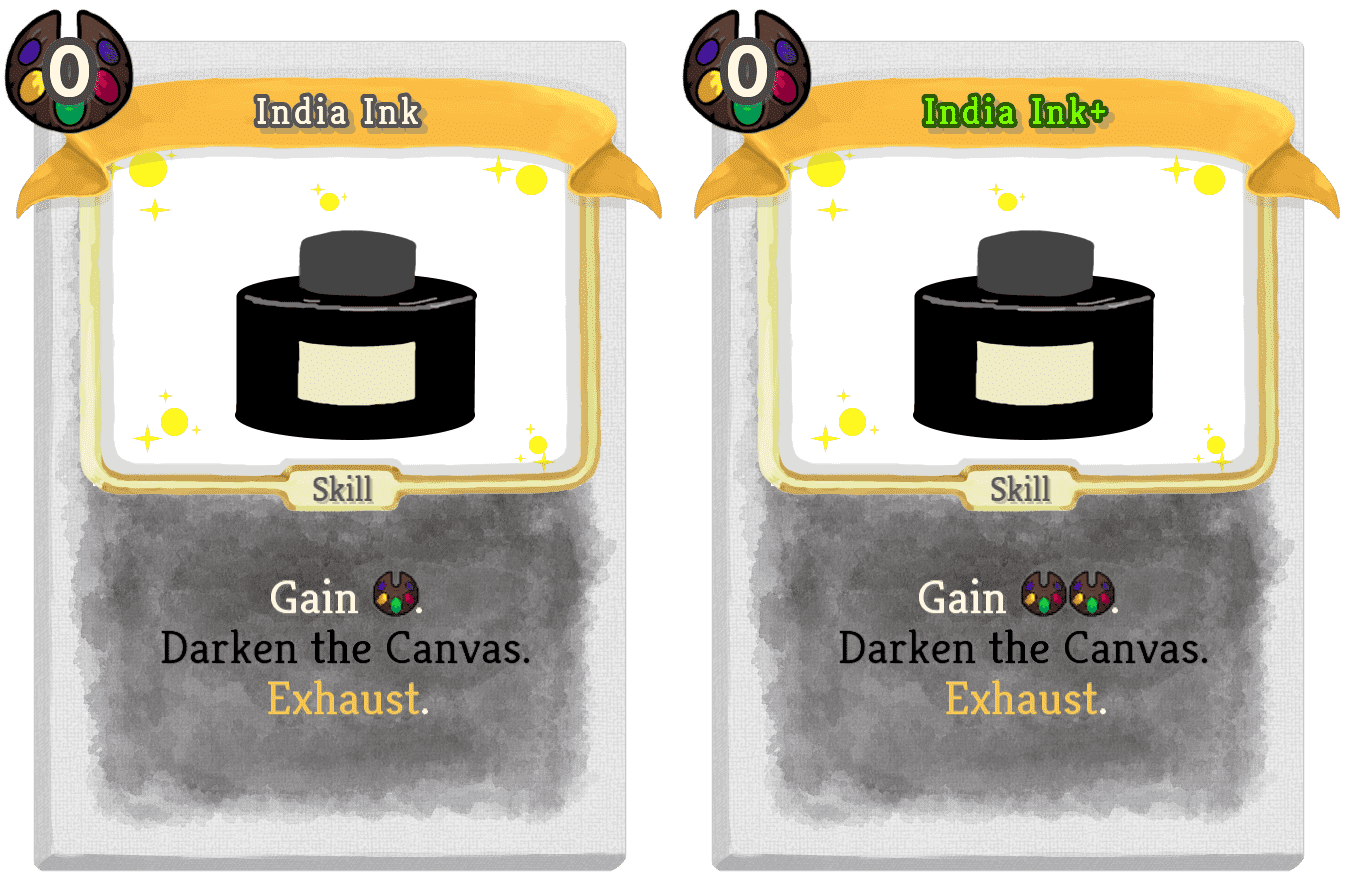 0
India Ink
Skill
Gain .
Darken the Canvas.
Exhaust.
0
India Ink+
Skill
Gain .
Darken the Canvas.
Exhaust.